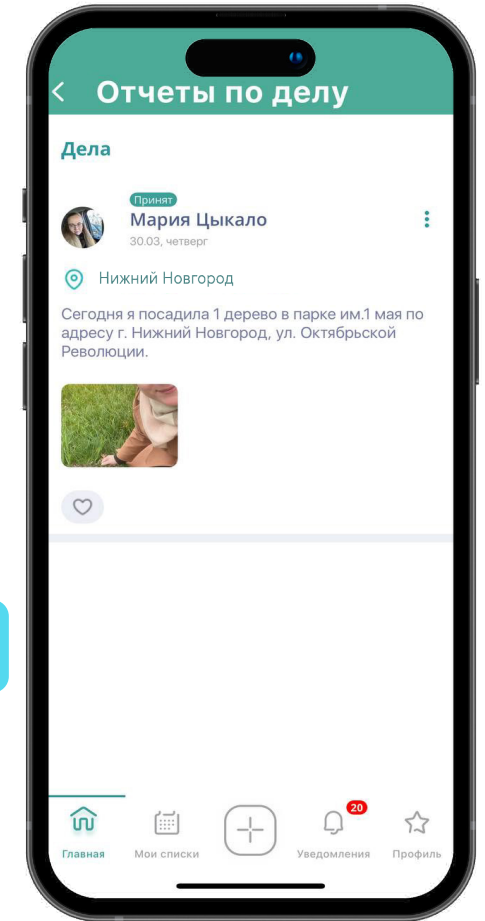 Отчеты по делу
Дела
Принят
Мария Цыкало
30.03, четверг
Нижний Новгород
Сегодня я посадила 1 дерево в парке им.1 мая по
адресу г. Нижний Новгород, ул. Октябрьской
Революции.
20
Главная
Мои списки
Уведомления
Профиль